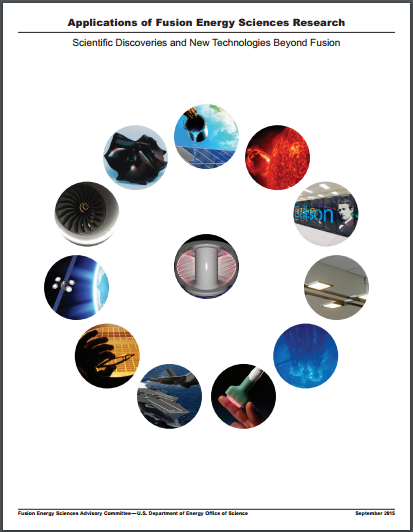 Applications of Fusion Energy Sciences Research
Scientific Discoveries and New Technologies Beyond Fusion
Fusion Energy Sciences Advisory Committee—U.S. Department of Energy Office of Science September 2015